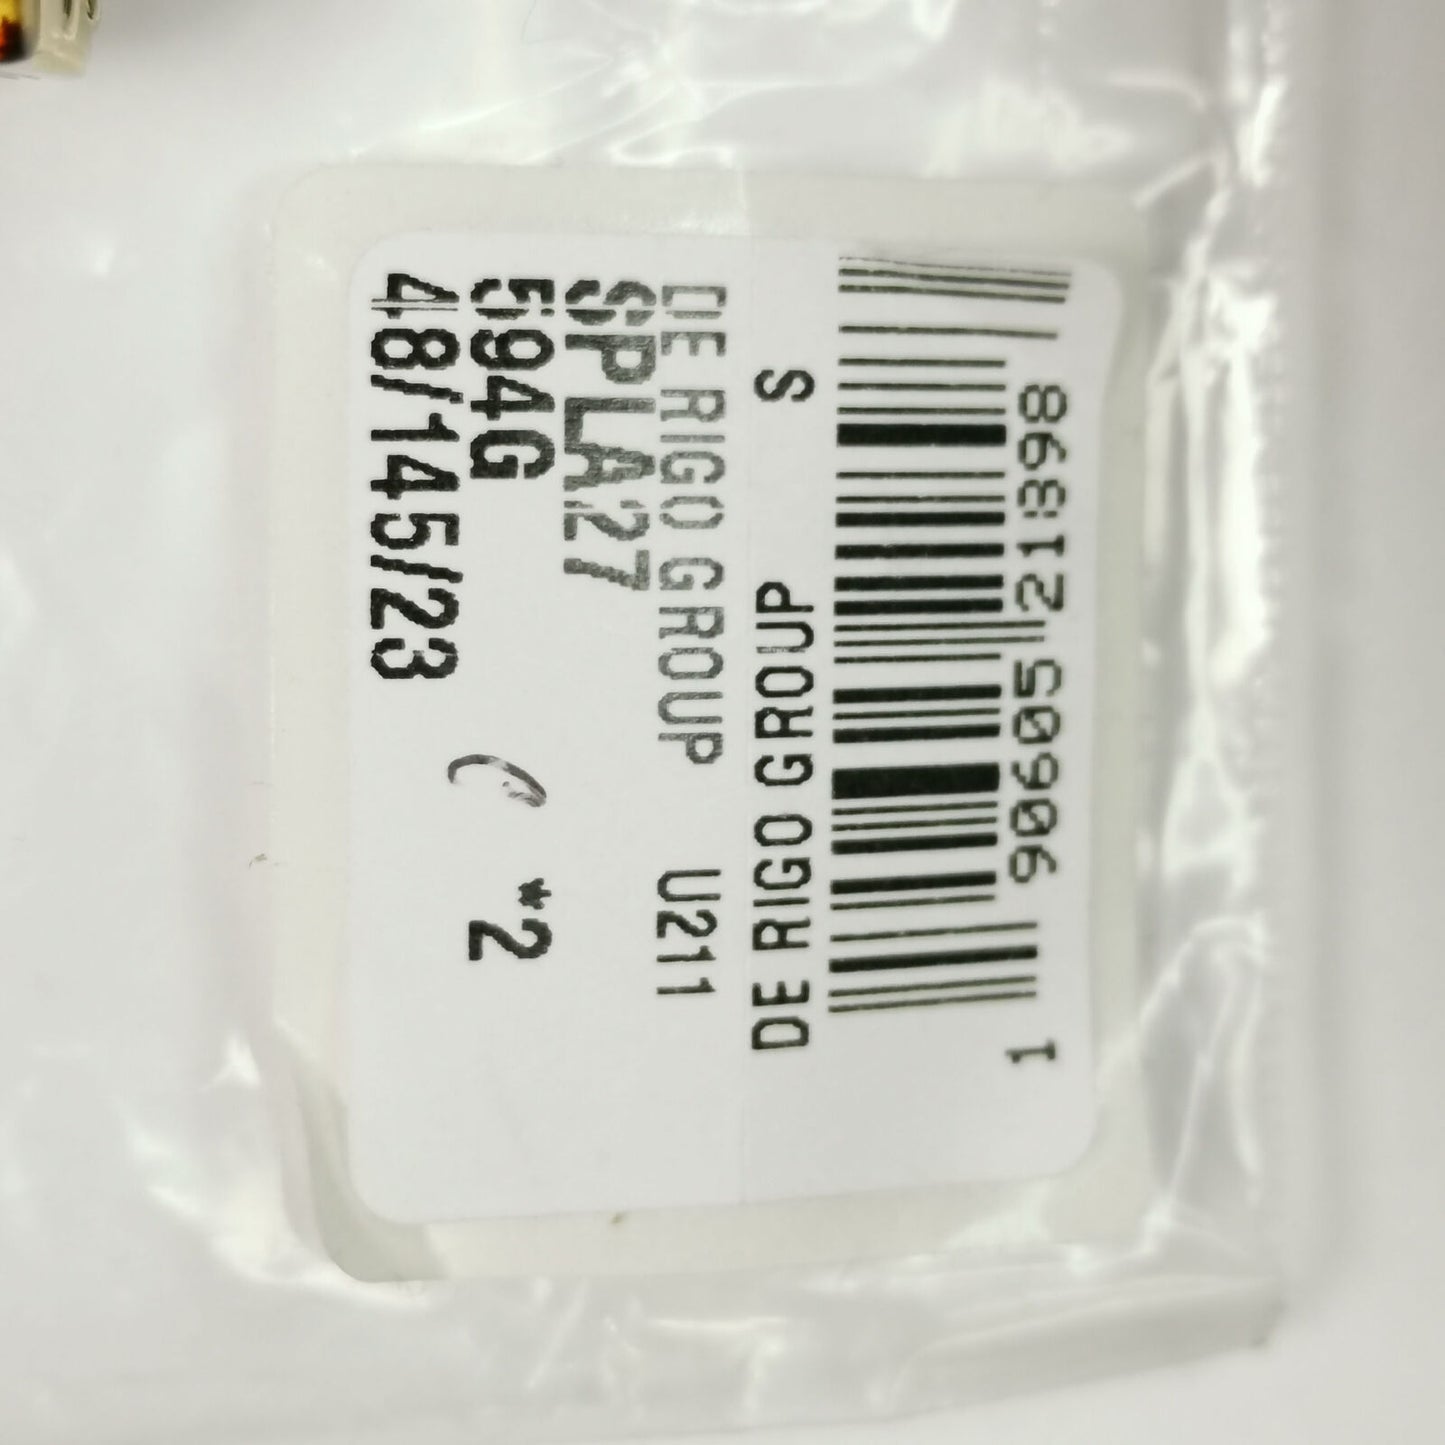 DE RIGO GROUP U211
SPLA27
594G *2
48/145/23
DE RIGO GROUP S
1 90605 21398